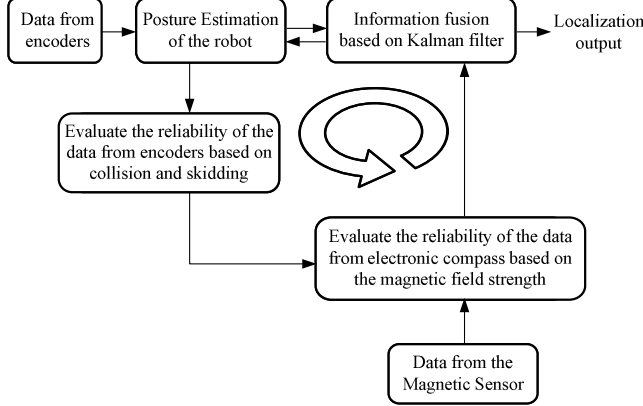 Data from
encoders
Posture Estimation
of the robot
Information fusion
based on Kalman filter
Localization
output
Evaluate the reliability of the
data from encoders based on
collision and skidding
Evaluate the reliability of the data
from electronic compass based on
the magnetic field strength
Data from the
Magnetic Sensor